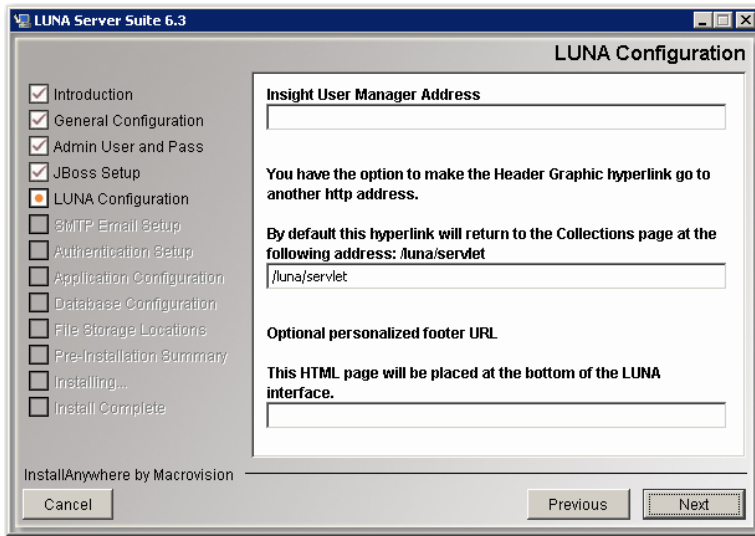 LUNA Server Suite 6.3
LUNA Configuration
Introduction
General Configuration
Admin User and Pass
JBoss Setup
LUNA Configuration
SMTP Email Setup
Authentication Setup
Application Configuration
Database Configuration
File Storage Locations
Pre-Installation Summary
Installing...
Install Complete
Insight User Manager Address
You have the option to make the Header Graphic hyperlink go to
another http address.
By default this hyperlink will return to the Collections page at the
following address: /luna/servlet
/luna/servlet
Optional personalized footer URL
This HTML page will be placed at the bottom of the LUNA
interface.
InstallAnywhere by Macrovision
Cancel
Previous
Next